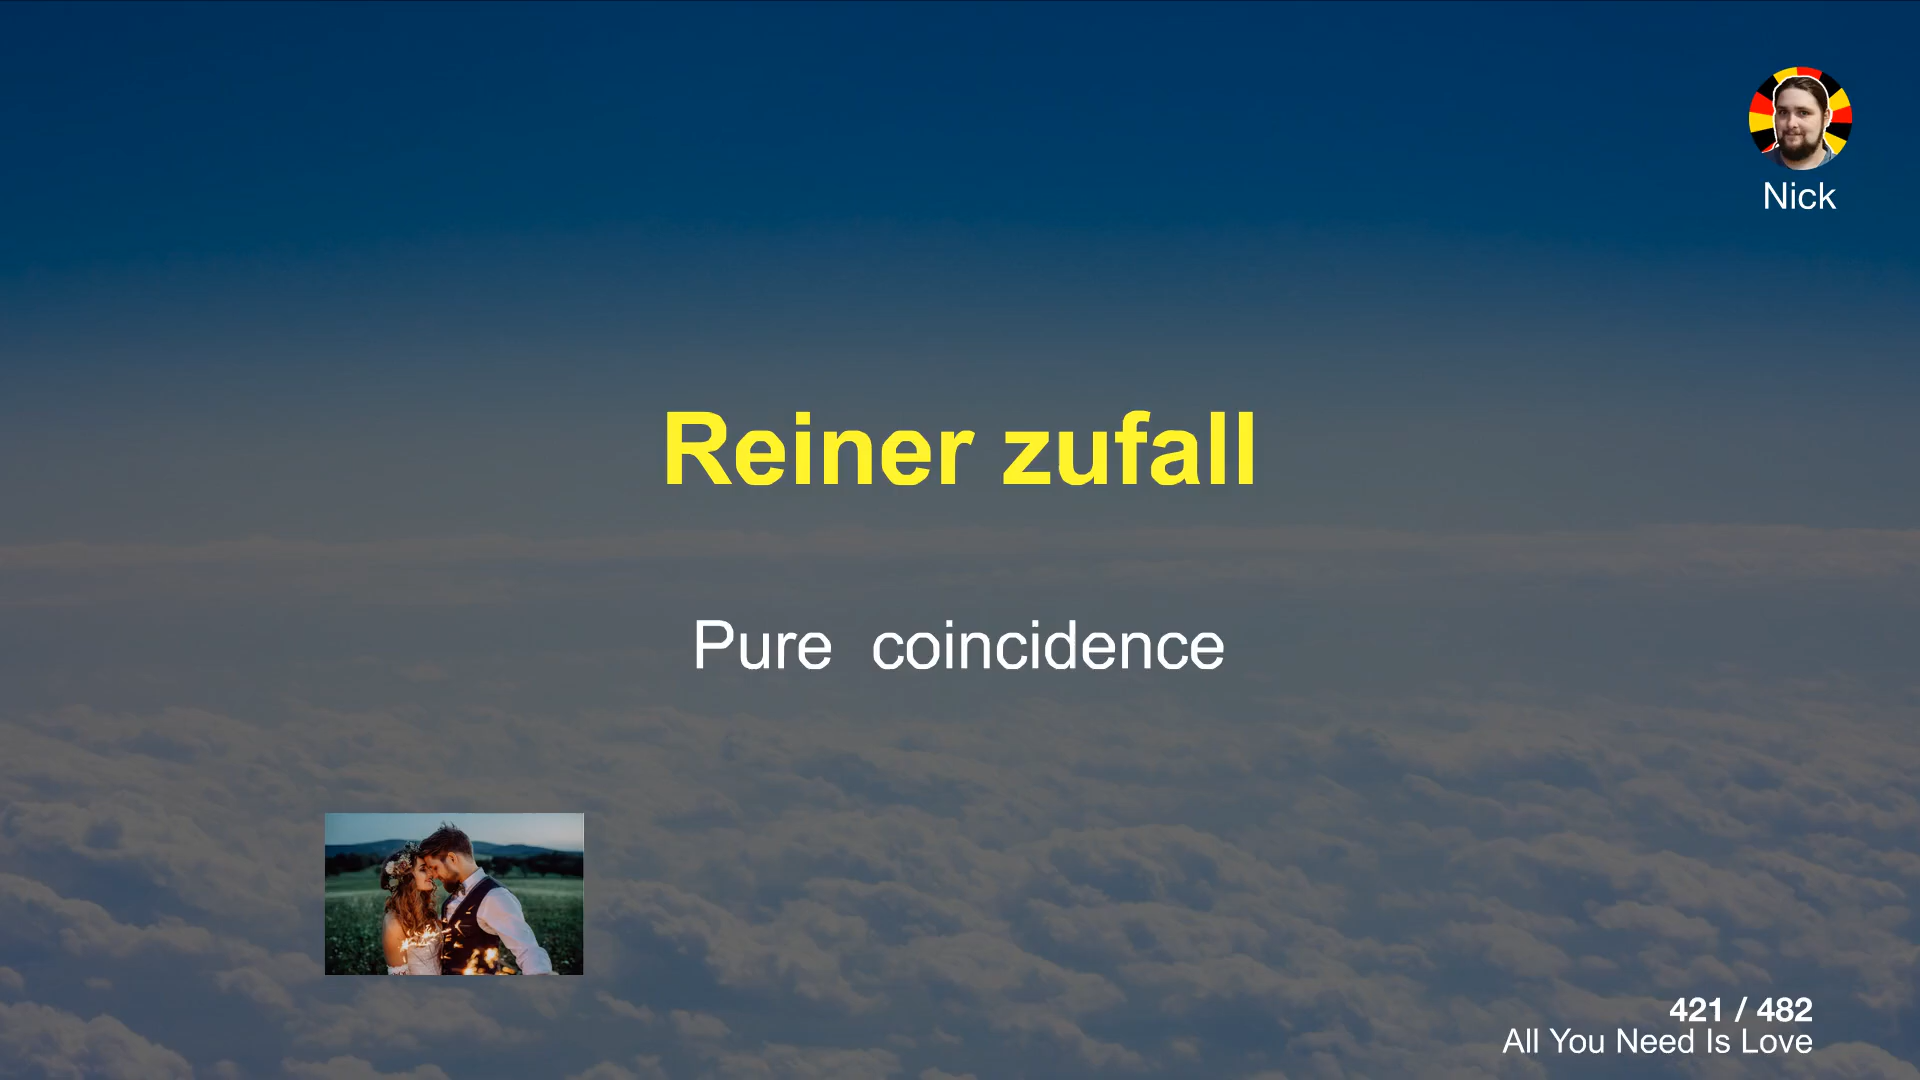 Nick
Reiner zufall
Pure coincidence
421 / 482
All You Need Is Love